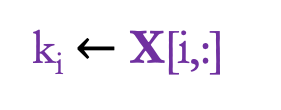 kᵢ ← X[i,:]